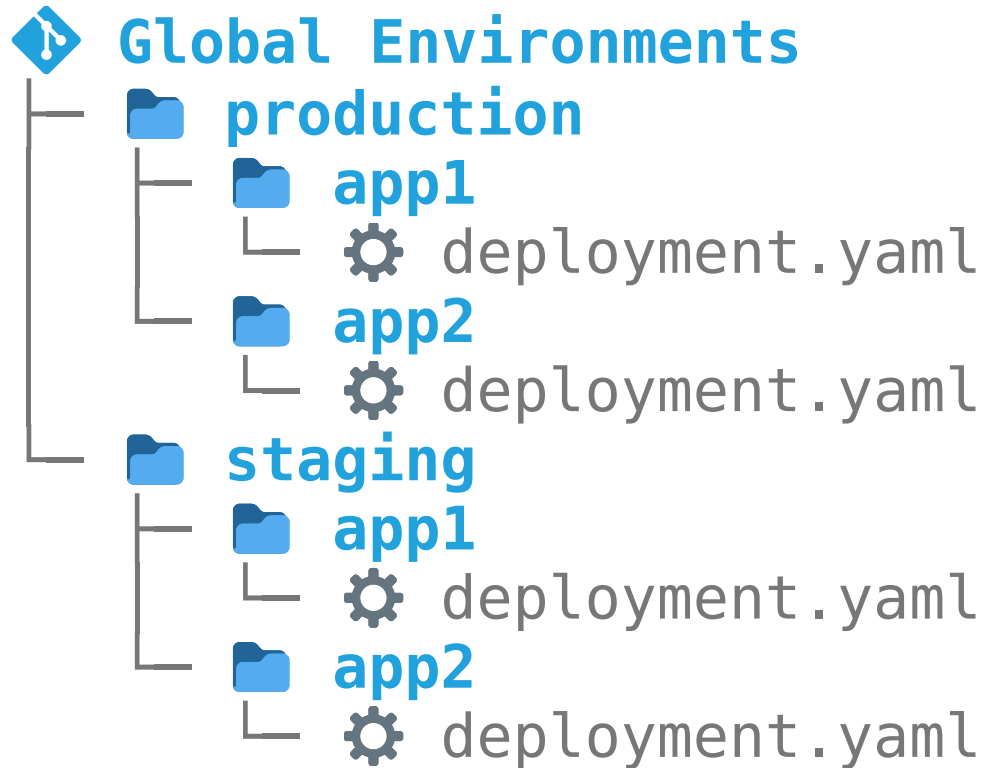 Global Environments
production
app1
deployment.yaml
app2
deployment.yaml
staging
app1
deployment.yaml
app2
deployment.yaml